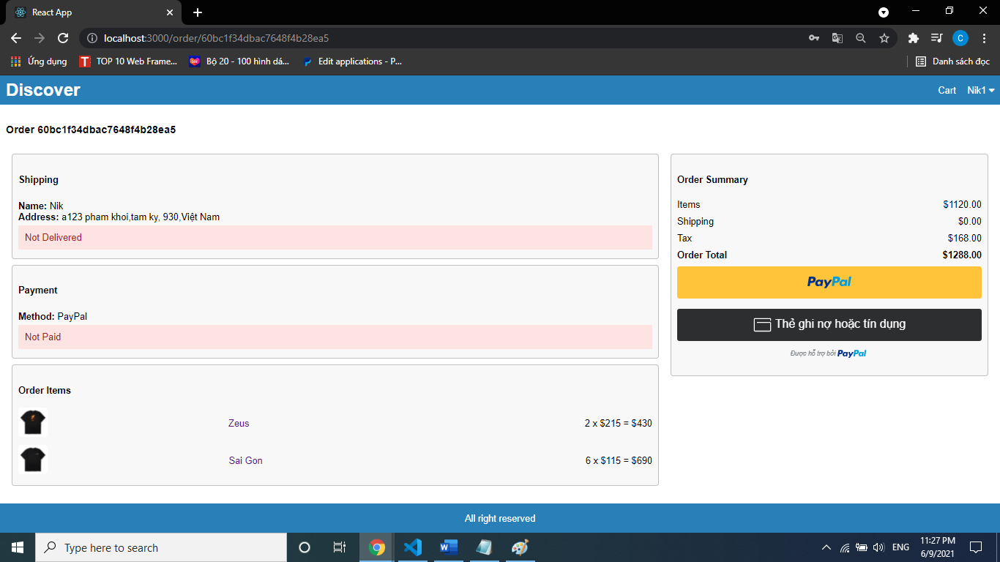 React App
localhost:3000/order/60bc1f34dbac7648f4b28ea5
C
Ứng dụng
TOP 10 Web Frame...
Bộ 20 - 100 hình dá...
Edit applications - P...
Danh sách đọc
Discover
Cart
Nik1
Order 60bc1f34dbac7648f4b28ea5
Shipping
Name: Nik
Address: a123 pham khoi,tam ky, 930,Việt Nam
Not Delivered
Payment
Method: PayPal
Not Paid
Order Items
Zeus
2 x $215 = $430
Sai Gon
6 x $115 = $690
Order Summary
Items $1120.00
Shipping $0.00
Tax $168.00
Order Total $1288.00
PayPal
Thẻ ghi nợ hoặc tín dụng
Được hỗ trợ bởi PayPal
All right reserved
Type here to search
ENG
11:27 PM
6/9/2021